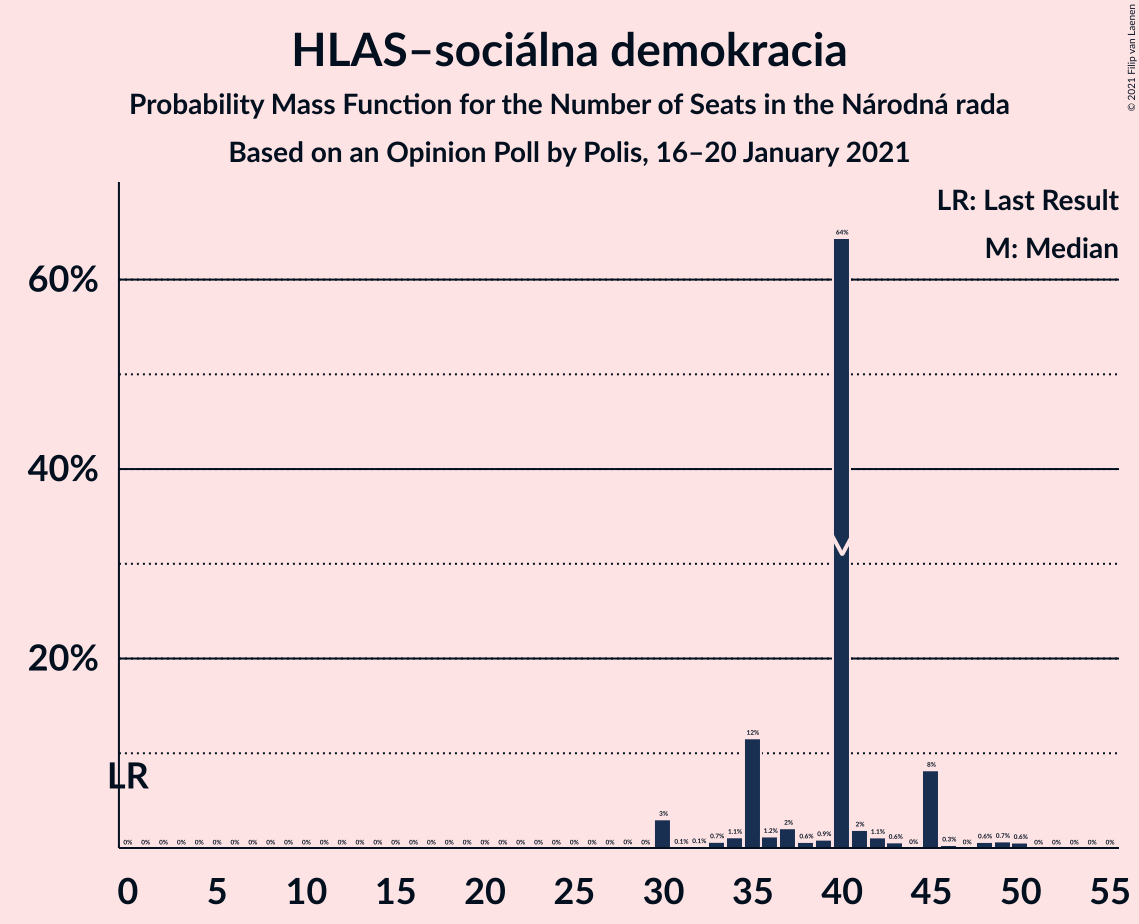 HLAS–sociálna demokracia
Probability Mass Function for the Number of Seats in the Národná rada
Based on an Opinion Poll by Polis, 16–20 January 2021
© 2021 Filip van Laenen
LR: Last Result
M: Median
60%
40%
20%
LR
64%
0% 0% 0% 0% 0% 0% 0% 0% 0% 0% 0% 0% 0% 0% 0% 0% 0% 0% 0% 0% 0% 0% 0% 0% 0% 0% 0% 0% 0% 0% 3% 0.1% 0.1% 0.7% 1.1% 12% 1.2% 2% 0.6% 0.9% 2% 1.1% 0.6% 0% 8% 0.3% 0% 0.6% 0.7% 0.6% 0% 0% 0% 0% 0%
0 5 10 15 20 25 30 35 40 45 50 55